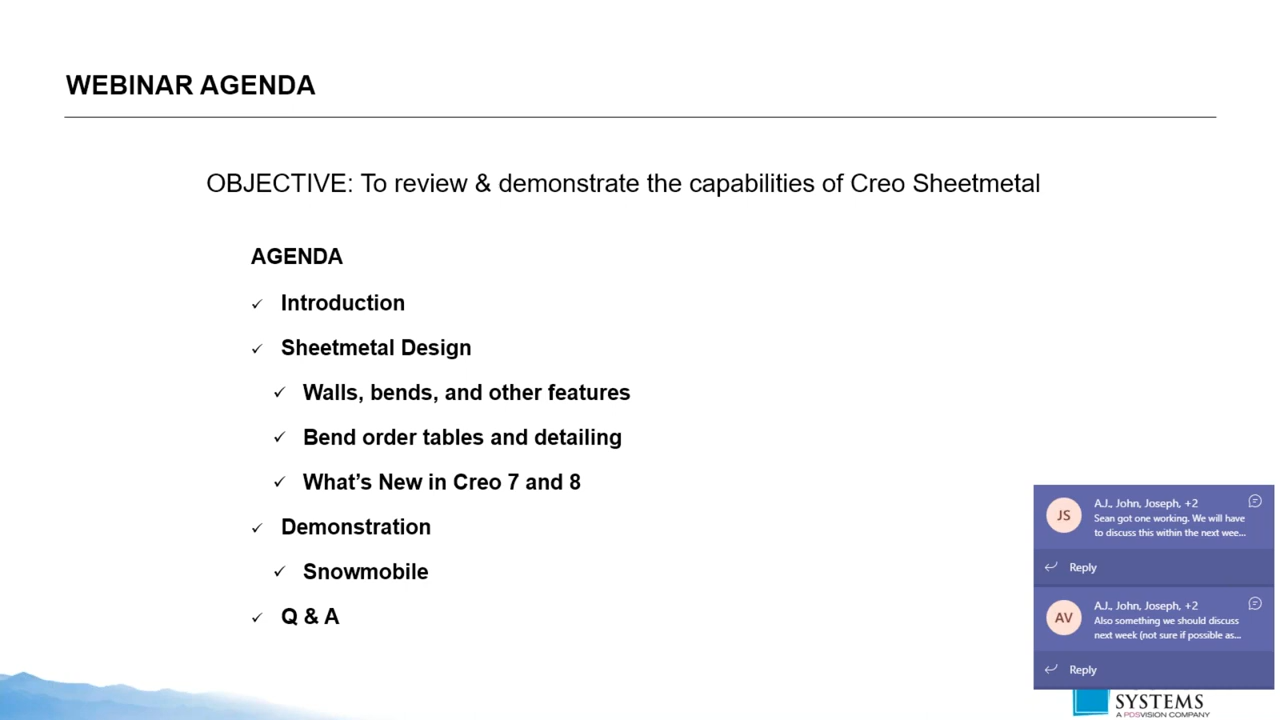 WEBINAR AGENDA
OBJECTIVE: To review & demonstrate the capabilities of Creo Sheetmetal
AGENDA
✓ Introduction
✓ Sheetmetal Design
✓ Walls, bends, and other features
✓ Bend order tables and detailing
✓ What's New in Creo 7 and 8
✓ Demonstration
✓ Snowmobile
✓ Q & A
JS
A.J., John, Joseph, +2
Sean got one working. We will have
to discuss this within the next wee...
Reply
AV
A.J., John, Joseph, +2
Also something we should discuss
next week (not sure if possible as...
Reply
SYSTEMS
A PDSVISION COMPANY